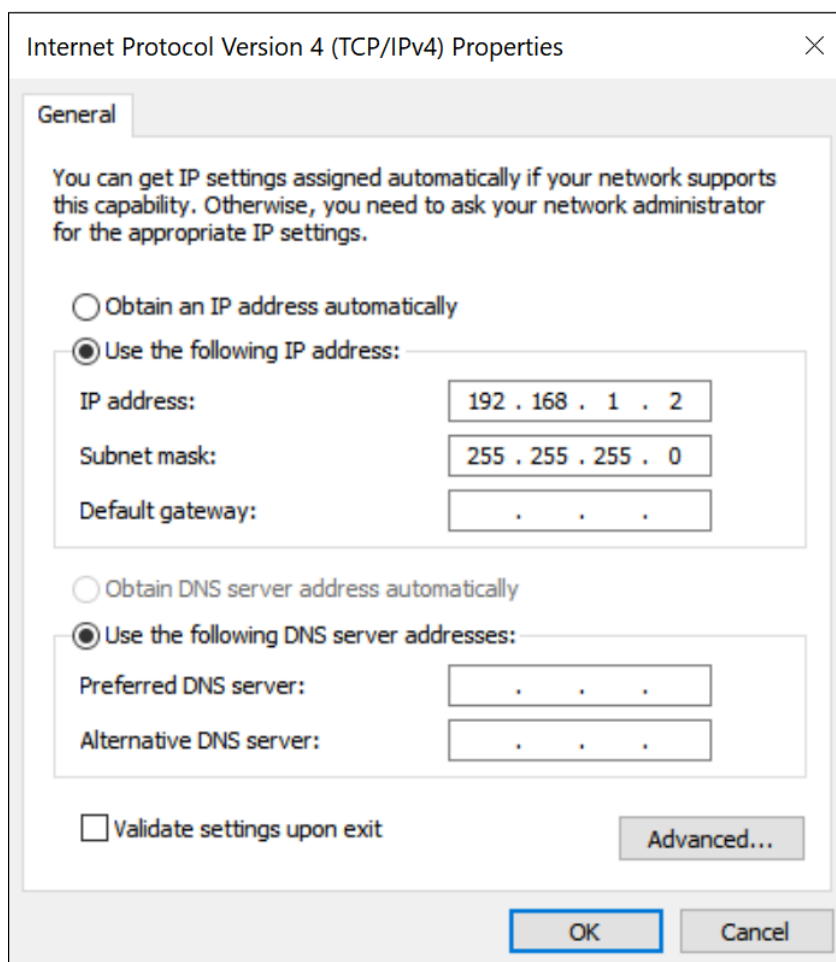 Internet Protocol Version 4 (TCP/IPv4) Properties
General
You can get IP settings assigned automatically if your network supports
this capability. Otherwise, you need to ask your network administrator
for the appropriate IP settings.
Obtain an IP address automatically
Use the following IP address:
IP address: 192 . 168 . 1 . 2
Subnet mask: 255 . 255 . 255 . 0
Default gateway: . . .
Obtain DNS server address automatically
Use the following DNS server addresses:
Preferred DNS server: . . .
Alternative DNS server: . . .
Validate settings upon exit
Advanced...
OK Cancel